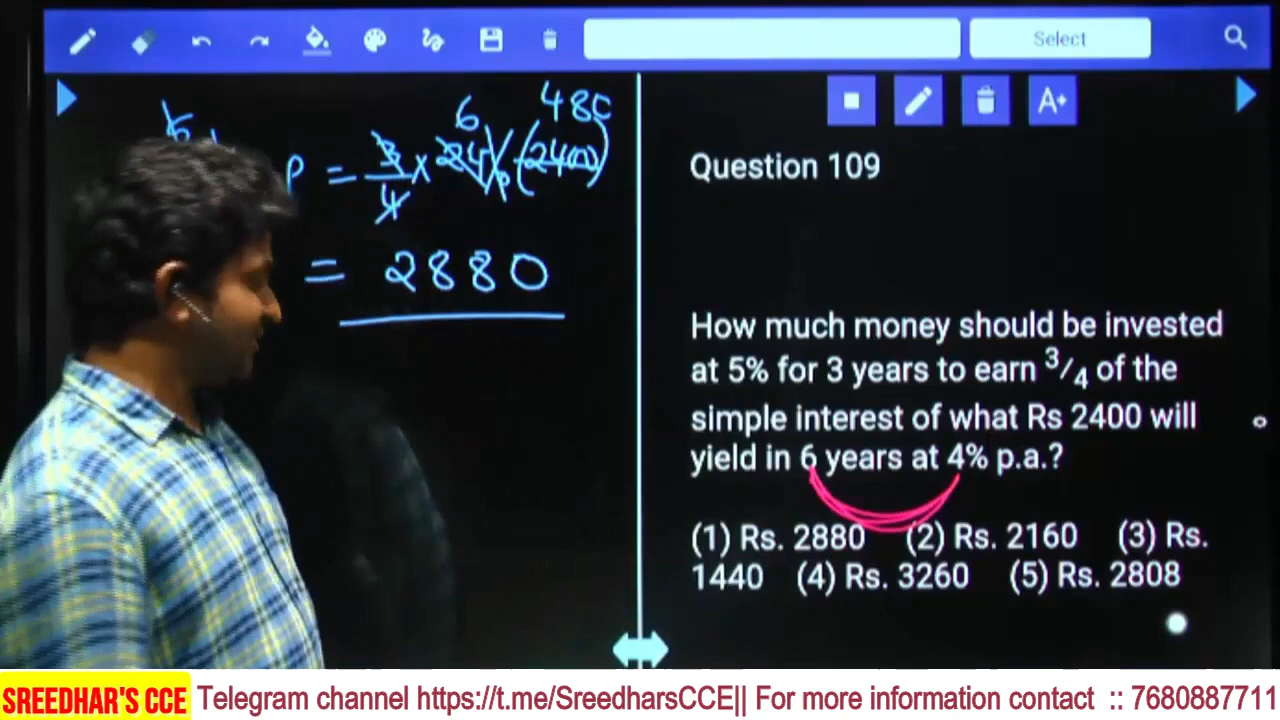 Select
A+
6
480
P = 3/4 × 24% (2400)
= 2880
Question 109
How much money should be invested
at 5% for 3 years to earn 3/4 of the
simple interest of what Rs 2400 will
yield in 6 years at 4% p.a.?
(1) Rs. 2880 (2) Rs. 2160 (3) Rs.
1440 (4) Rs. 3260 (5) Rs. 2808
SREEDHAR'S CCE Telegram channel https://t.me/SreedharsCCE|| For more information contact :: 7680887711